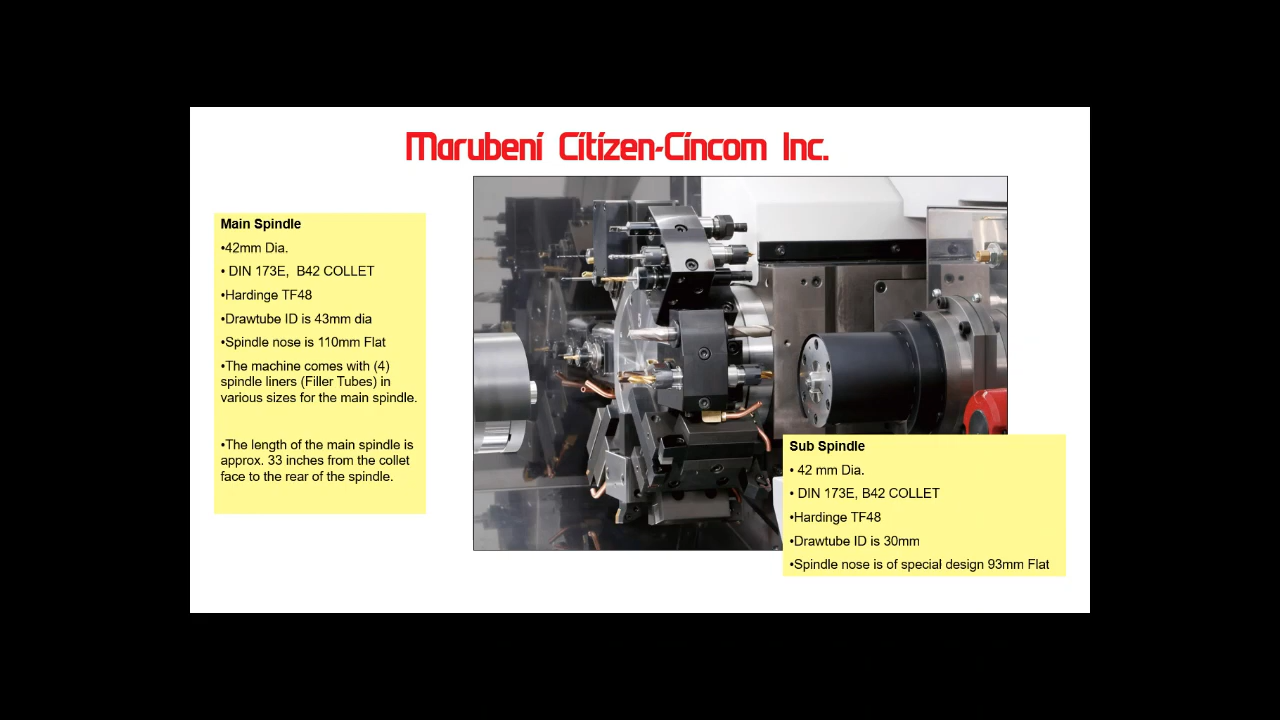 Marubeni Citizen-Cincom Inc.
Main Spindle
•42mm Dia.
• DIN 173E,  B42 COLLET
•Hardinge TF48
•Drawtube ID is 43mm dia
•Spindle nose is 110mm Flat
•The machine comes with (4)
spindle liners (Filler Tubes) in
various sizes for the main spindle.
•The length of the main spindle is
approx. 33 inches from the collet
face to the rear of the spindle.
Sub Spindle
• 42 mm Dia.
• DIN 173E, B42 COLLET
•Hardinge TF48
•Drawtube ID is 30mm
•Spindle nose is of special design 93mm Flat